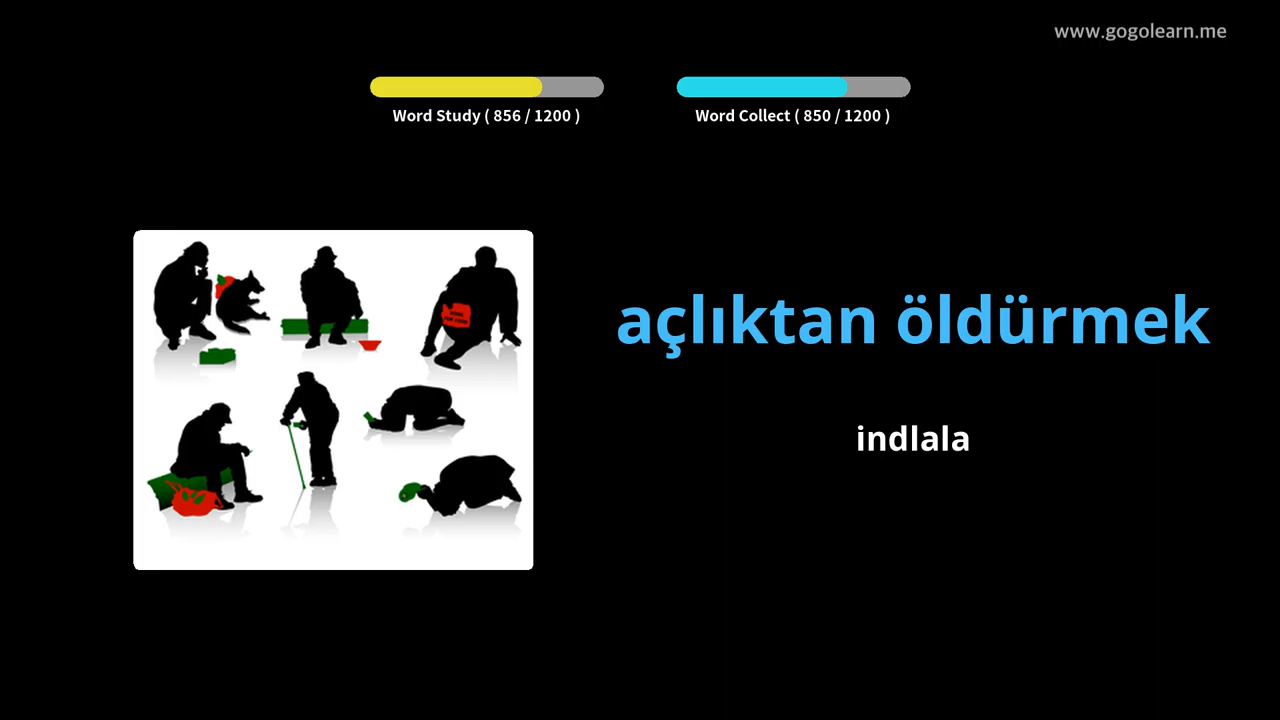 www.gogolearn.me
Word Study ( 856 / 1200 )
Word Collect ( 850 / 1200 )
açlıktan öldürmek
indlala